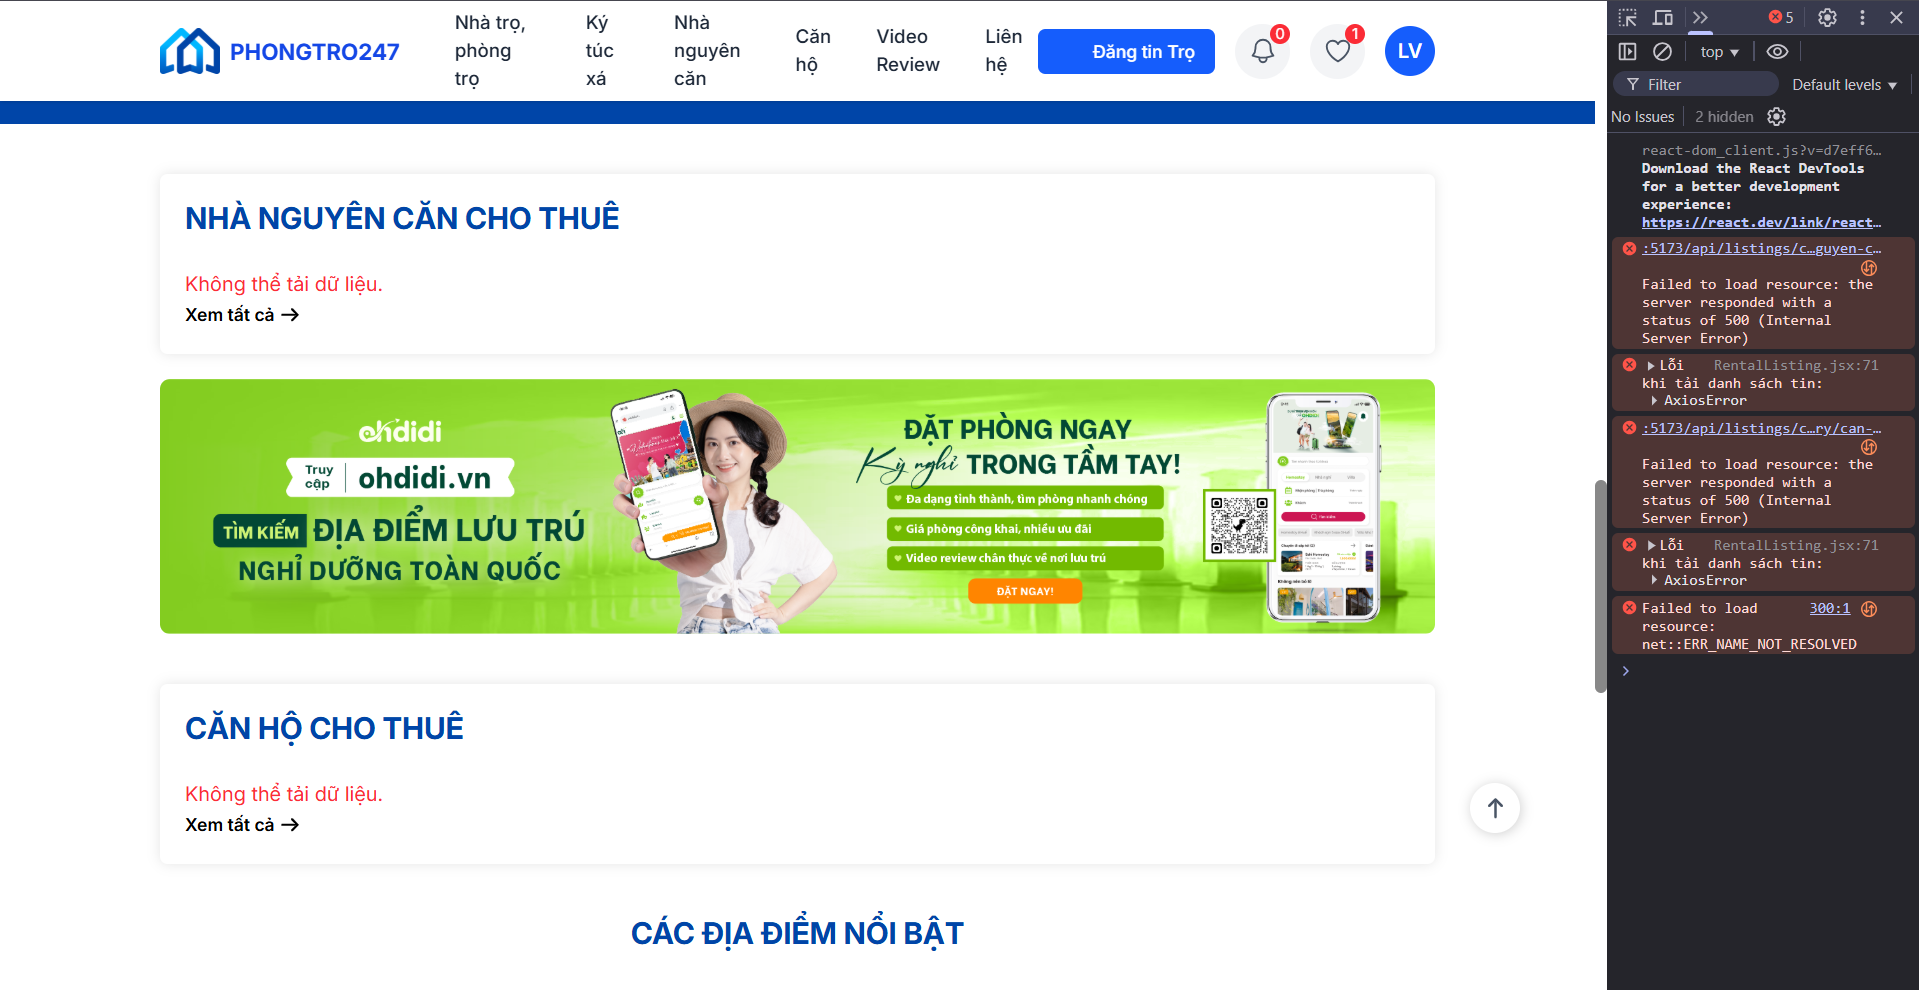 PHONGTRO247
Nhà trọ,
phòng
trọ
Ký
túc
xá
Nhà
nguyên
căn
Căn
hộ
Video
Review
Liên
hệ
Đăng tin Trọ
0
1
LV
NHÀ NGUYÊN CĂN CHO THUÊ
Không thể tải dữ liệu.
Xem tất cả →
ohdidi
Truy
cập
ohdidi.vn
TÌM KIẾM ĐỊA ĐIỂM LƯU TRÚ
NGHỈ DƯỠNG TOÀN QUỐC
ĐẶT PHÒNG NGAY
Kỳ nghỉ TRONG TẦM TAY!
Đa dạng tỉnh thành, tìm phòng nhanh chóng
Giá phòng công khai, nhiều ưu đãi
Video review chân thực về nơi lưu trú
ĐẶT NGAY!
CĂN HỘ CHO THUÊ
Không thể tải dữ liệu.
Xem tất cả →
CÁC ĐỊA ĐIỂM NỔI BẬT
5
top ▼
Filter
Default levels ▼
No Issues
2 hidden
react-dom_client.js?v=d7eff6…
Download the React DevTools
for a better development
experience:
https://react.dev/link/react…
:5173/api/listings/c…guyen-c…
Failed to load resource: the
server responded with a
status of 500 (Internal
Server Error)
Lỗi RentalListing.jsx:71
khi tải danh sách tin:
AxiosError
:5173/api/listings/c…ry/can-…
Failed to load resource: the
server responded with a
status of 500 (Internal
Server Error)
Lỗi RentalListing.jsx:71
khi tải danh sách tin:
AxiosError
Failed to load 300:1
resource:
net::ERR_NAME_NOT_RESOLVED